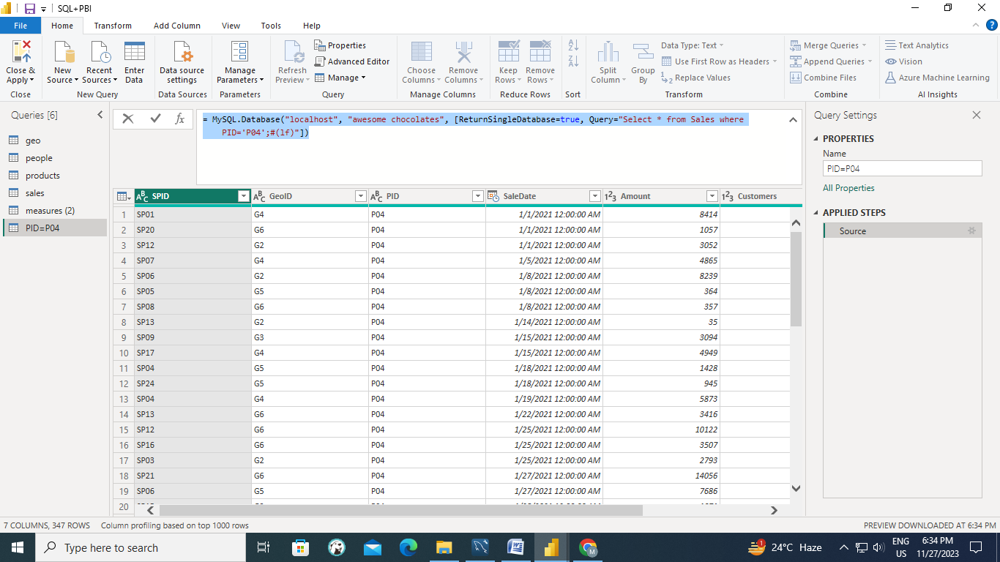 SQL+PBI
File Home Transform Add Column View Tools Help
Close & Apply
New Source
Recent Sources
Enter Data
Data source settings
Manage Parameters
Refresh Preview
Properties
Advanced Editor
Manage
Choose Columns
Remove Columns
Keep Rows
Remove Rows
Split Column
Group By
Data Type: Text
Use First Row as Headers
Replace Values
Merge Queries
Append Queries
Combine Files
Text Analytics
Vision
Azure Machine Learning
Close New Query Data Sources Parameters Query Manage Columns Reduce Rows Sort Transform Combine AI Insights
Queries [6]
geo
people
products
sales
measures (2)
PID=P04
= MySQL.Database("localhost", "awesome chocolates", [ReturnSingleDatabase=true, Query="Select * from Sales where
PID='P04';#(lf)"])
SPID GeoID PID SaleDate Amount Customers
1 SP01 G4 P04 1/1/2021 12:00:00 AM 8414
2 SP20 G6 P04 1/1/2021 12:00:00 AM 1057
3 SP12 G2 P04 1/1/2021 12:00:00 AM 3052
4 SP07 G4 P04 1/5/2021 12:00:00 AM 4865
5 SP06 G2 P04 1/8/2021 12:00:00 AM 8239
6 SP05 G5 P04 1/8/2021 12:00:00 AM 364
7 SP08 G6 P04 1/8/2021 12:00:00 AM 357
8 SP13 G2 P04 1/14/2021 12:00:00 AM 35
9 SP09 G3 P04 1/15/2021 12:00:00 AM 3094
10 SP17 G4 P04 1/15/2021 12:00:00 AM 4949
11 SP04 G5 P04 1/18/2021 12:00:00 AM 1428
12 SP24 G5 P04 1/18/2021 12:00:00 AM 945
13 SP04 G4 P04 1/19/2021 12:00:00 AM 5873
14 SP13 G6 P04 1/22/2021 12:00:00 AM 3416
15 SP12 G6 P04 1/25/2021 12:00:00 AM 10122
16 SP16 G6 P04 1/25/2021 12:00:00 AM 3507
17 SP03 G2 P04 1/25/2021 12:00:00 AM 2793
18 SP21 G6 P04 1/27/2021 12:00:00 AM 14056
19 SP06 G5 P04 1/27/2021 12:00:00 AM 7686
20
Query Settings
PROPERTIES
Name
PID=P04
All Properties
APPLIED STEPS
Source
7 COLUMNS, 347 ROWS Column profiling based on top 1000 rows
PREVIEW DOWNLOADED AT 6:34 PM
Type here to search
24°C Haze
ENG
US
6:34 PM
11/27/2023